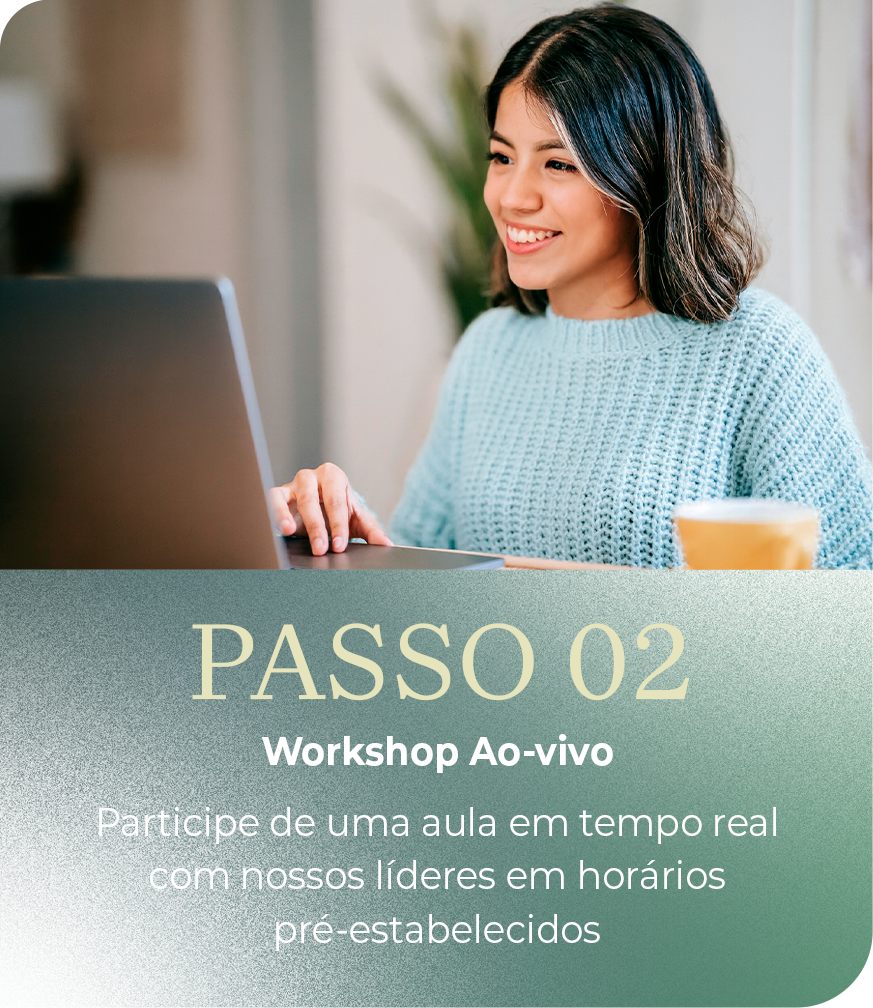 PASSO 02
Workshop Ao-vivo
Participe de uma aula em tempo real
com nossos líderes em horários
pré-estabelecidos